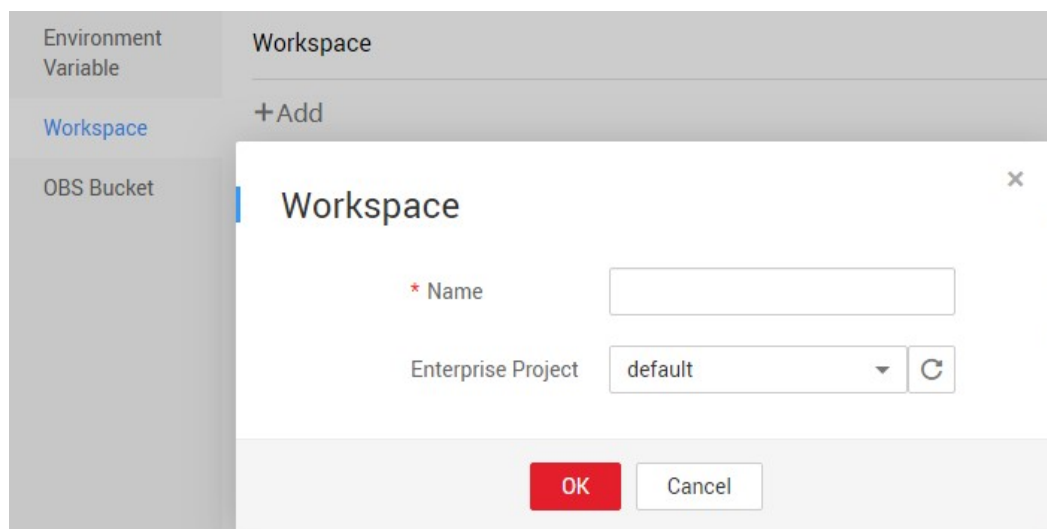 Environment
Variable
Workspace
OBS Bucket
Workspace
+Add
Workspace
×
* Name
Enterprise Project
default
OK
Cancel